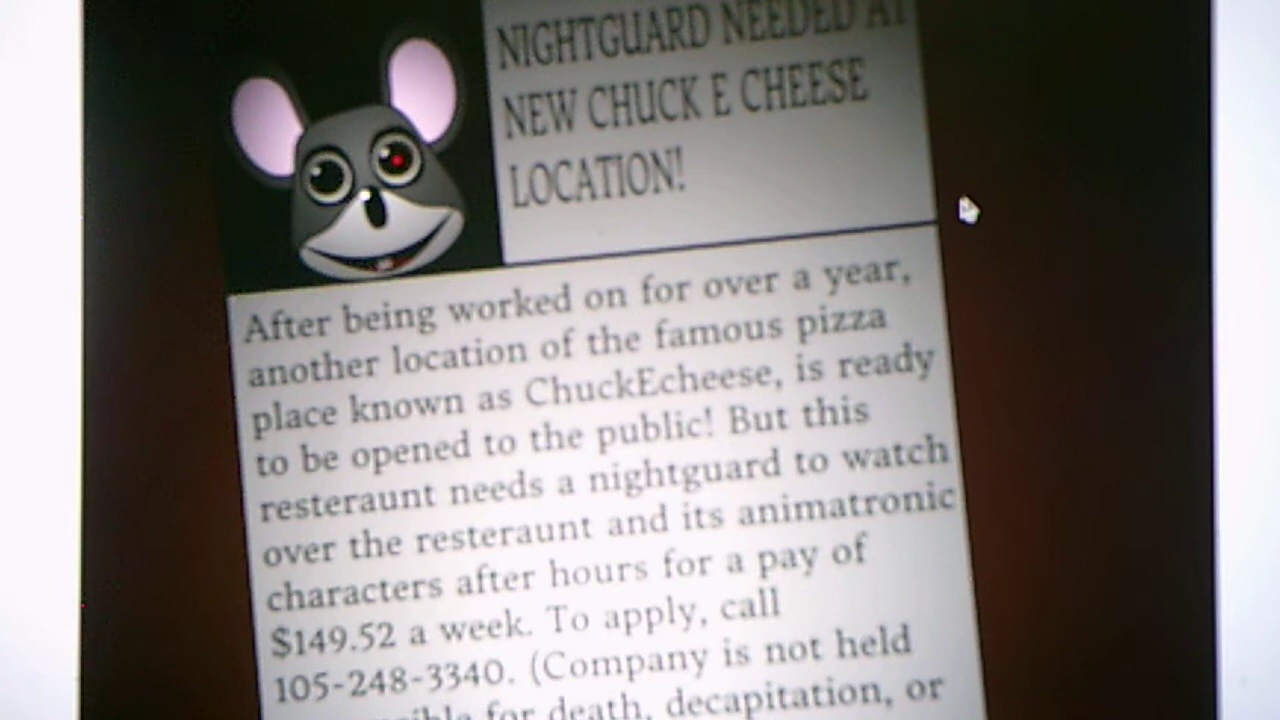 NIGHTGUARD NEEDED AT
NEW CHUCK E CHEESE
LOCATION!
After being worked on for over a year,
another location of the famous pizza
place known as ChuckEcheese, is ready
to be opened to the public! But this
resteraunt needs a nightguard to watch
over the resteraunt and its animatronic
characters after hours for a pay of
$149.52 a week. To apply, call
105-248-3340. (Company is not held
for death, decapitation, or